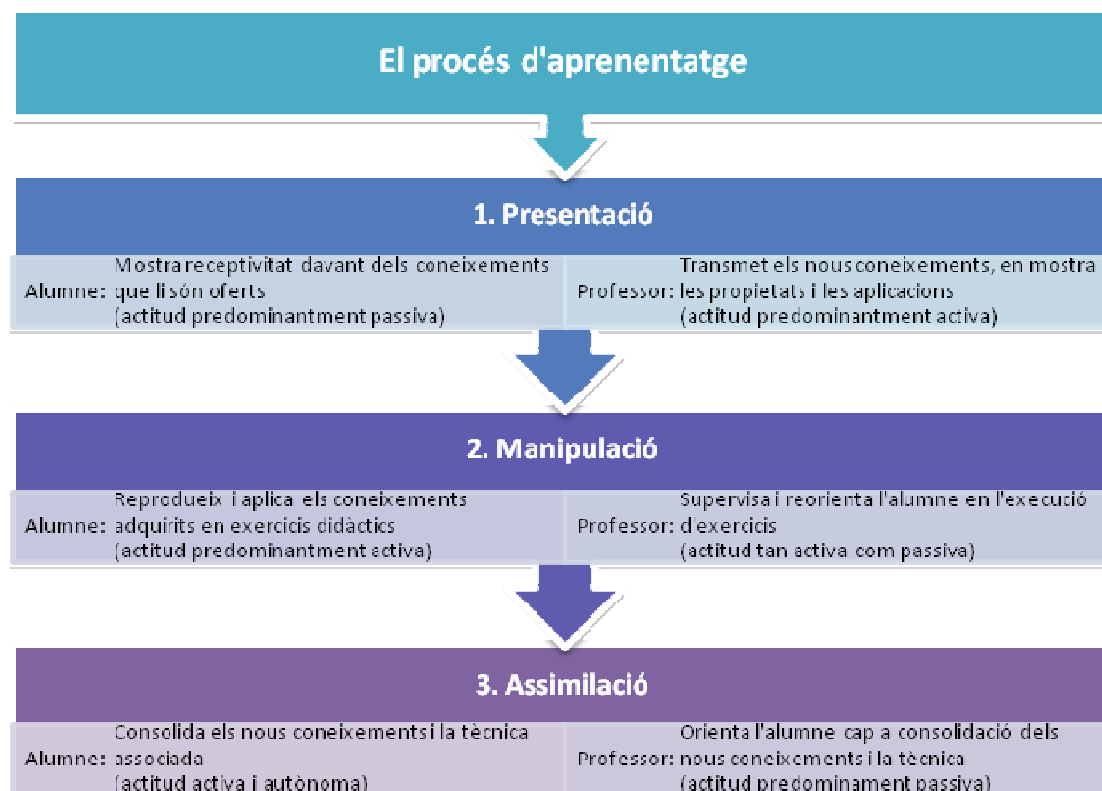 El procés d'aprenentatge
1. Presentació
Alumne: Mostra receptivitat davant dels coneixements
que li són oferts
(actitud predominantment passiva)
Professor: Transmet els nous coneixements, en mostra
les propietats i les aplicacions
(actitud predominantment activa)
2. Manipulació
Alumne: Reprodueix i aplica els coneixements
adquirits en exercicis didàctics
(actitud predominantment activa)
Professor: Supervisa i reorienta l'alumne en l'execució
d'exercicis
(actitud tan activa com passiva)
3. Assimilació
Alumne: Consolida els nous coneixements i la tècnica
associada
(actitud activa i autònoma)
Professor: Orienta l'alumne cap a consolidació dels
nous coneixements i la tècnica
(actitud predominament passiva)